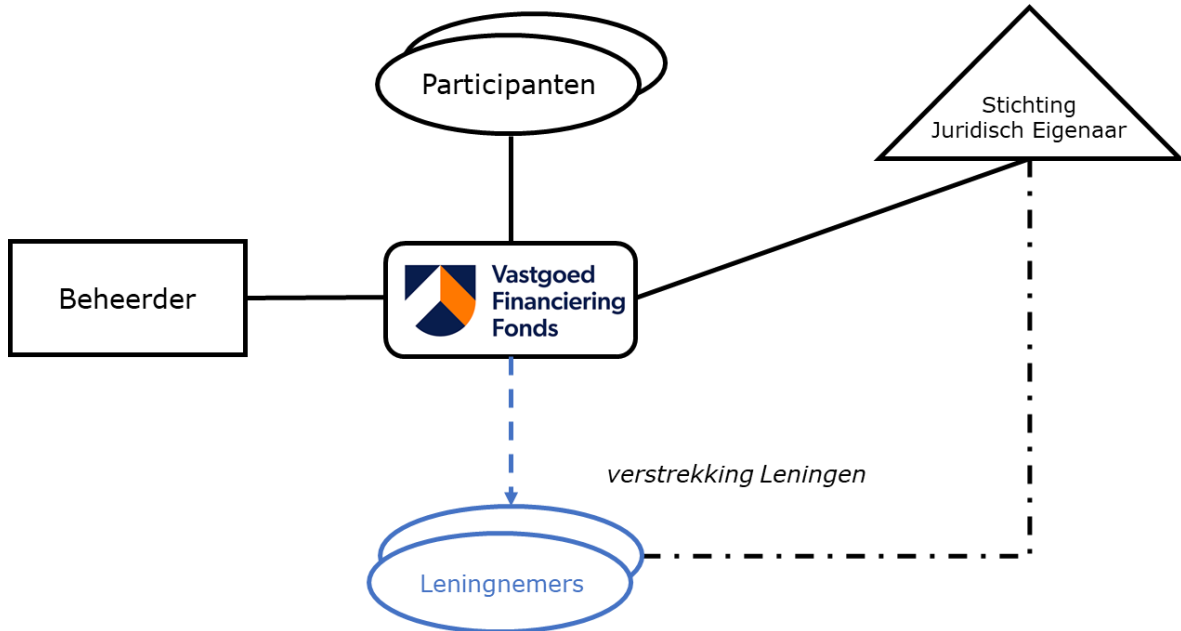 Participanten
Stichting
Juridisch Eigenaar
Beheerder
Vastgoed
Financiering
Fonds
verstrekking Leningen
Leningnemers